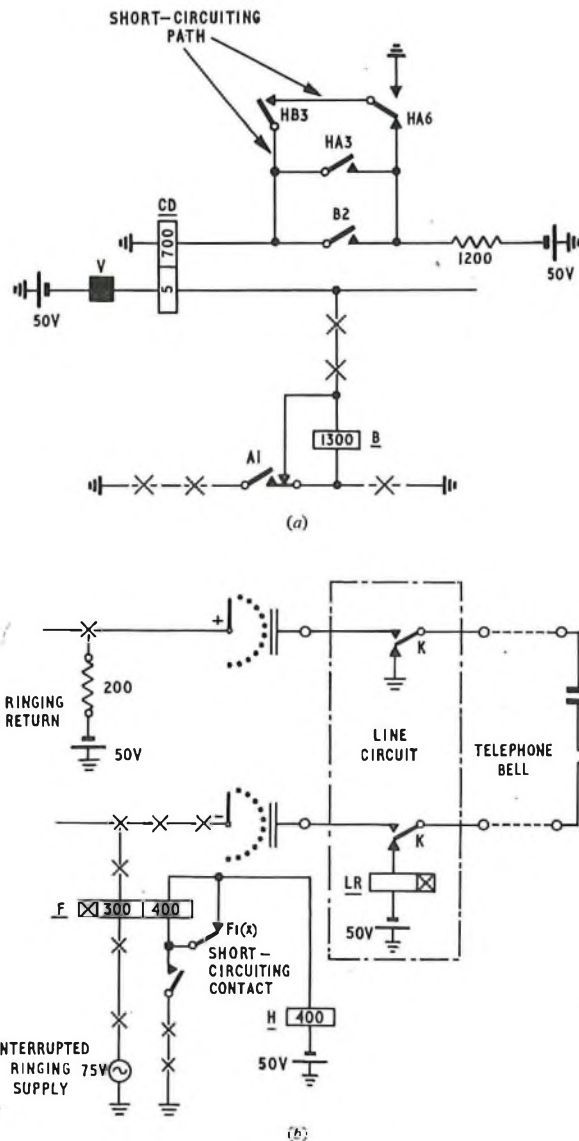 SHORT-CIRCUITING
PATH
HB3
HA6
HA3
CD
B2
700
1200
50V
V
5
50V
1300
B
A1
(a)
+
K
200
RINGING
RETURN
50V
LINE
CIRCUIT
TELEPHONE
BELL
-
K
LR
F
300
400
F1(X)
50V
SHORT-
CIRCUITING
CONTACT
H
400
INTERRUPTED
RINGING 75V
SUPPLY
50V
(b)